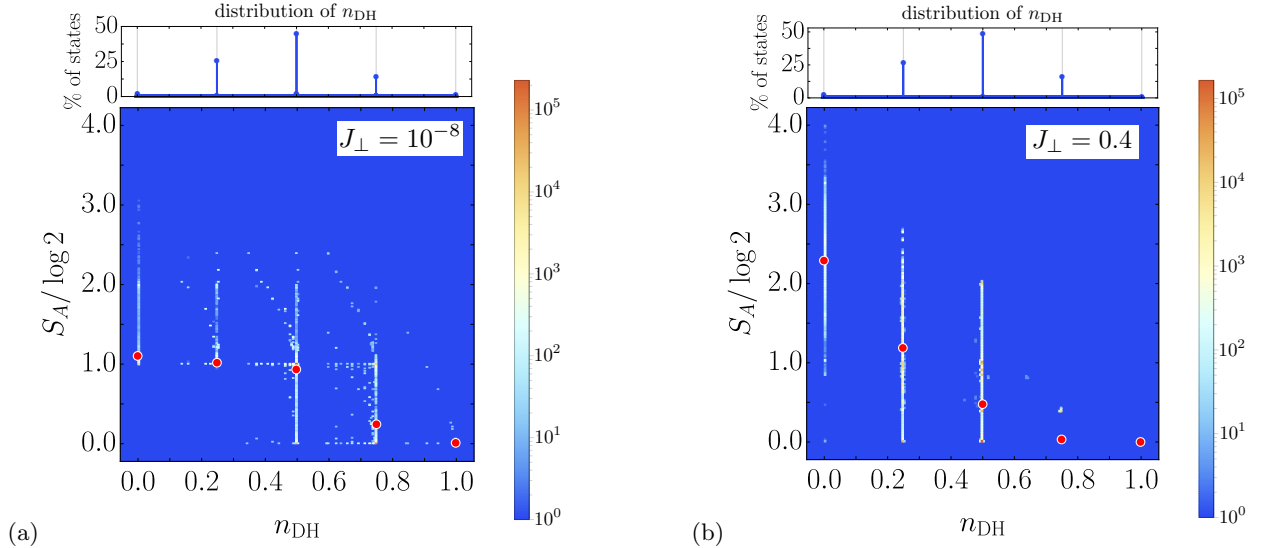 distribution of n_DH
% of states
50
25
0
J_⊥ = 10^−8
S_A / log 2
4.0
3.0
2.0
1.0
0.0
0.0 0.2 0.4 0.6 0.8 1.0
n_DH
10^5
10^4
10^3
10^2
10^1
10^0
(a)
distribution of n_DH
% of states
50
25
0
J_⊥ = 0.4
S_A / log 2
4.0
3.0
2.0
1.0
0.0
0.0 0.2 0.4 0.6 0.8 1.0
n_DH
10^5
10^4
10^3
10^2
10^1
10^0
(b)